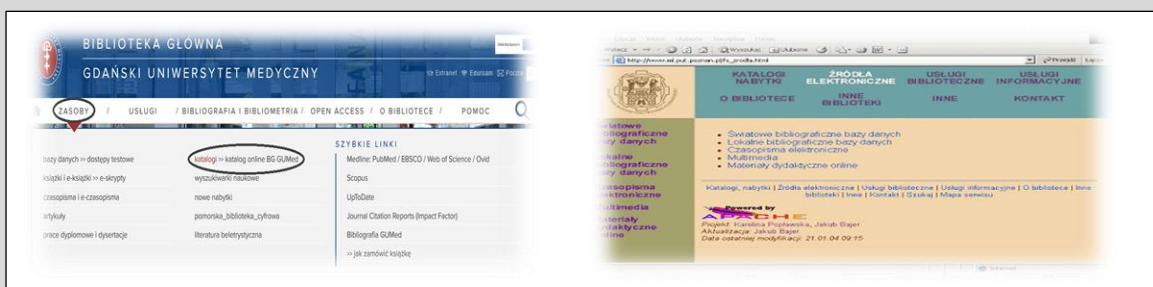 BIBLIOTEKA GŁÓWNA
GDAŃSKI UNIWERSYTET MEDYCZNY
Extranet Eduroam Poczta
ZASOBY / USŁUGI / BIBLIOGRAFIA I BIBLIOMETRIA / OPEN ACCESS / O BIBLIOTECE / POMOC
SZYBKIE LINKI
bazy danych » dostępy testowe
katalogi » katalog online BG GUMed
Medline: PubMed / EBSCO / Web of Science / Ovid
książki i e-książki » e-skrypty
wyszukiwarki naukowe
Scopus
czasopisma i e-czasopisma
nowe nabytki
UpToDate
artykuły
pomorska_biblioteka_cyfrowa
Journal Citation Reports (Impact Factor)
prace dyplomowe i dysertacje
literatura beletrystyczna
Bibliografia GUMed
» jak zamówić książkę
Wyszukaj Ulubione
KATALOGI NABYTKI
ŹRÓDŁA ELEKTRONICZNE
USŁUGI BIBLIOTECZNE
USŁUGI INFORMACYJNE
O BIBLIOTECE
INNE BIBLIOTEKI
INNE
KONTAKT
Światowe bibliograficzne bazy danych
Lokalne bibliograficzne bazy danych
Czasopisma elektroniczne
Multimedia
Materiały dydaktyczne online
Katalogi, nabytki | Źródła elektroniczne | Usługi biblioteczne | Usługi informacyjne | O bibliotece | Inne
biblioteki | Inne | Kontakt | Szukaj | Mapa serwisu
Powered by
APACHE
Projekt: Karolina Popławska, Jakub Bajer
Aktualizacja: Jakub Bajer
Data ostatniej modyfikacji: 21.01.04 09:15